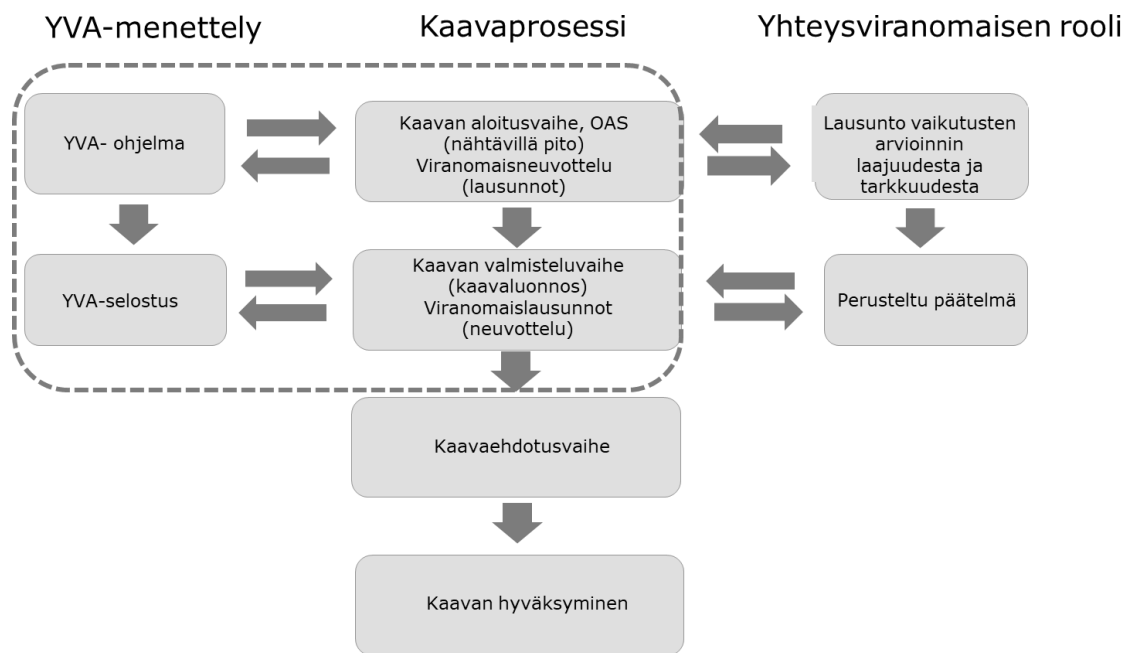 YVA-menettely
Kaavaprosessi
Yhteysviranomaisen rooli
YVA- ohjelma
Kaavan aloitusvaihe, OAS
(nähtävillä pito)
Viranomaisneuvottelu
(lausunnot)
Lausunto vaikutusten
arvioinnin
laajuudesta ja
tarkkuudesta
YVA-selostus
Kaavan valmisteluvaihe
(kaavaluonnos)
Viranomaislausunnot
(neuvottelu)
Perusteltu päätelmä
Kaavaehdotusvaihe
Kaavan hyväksyminen